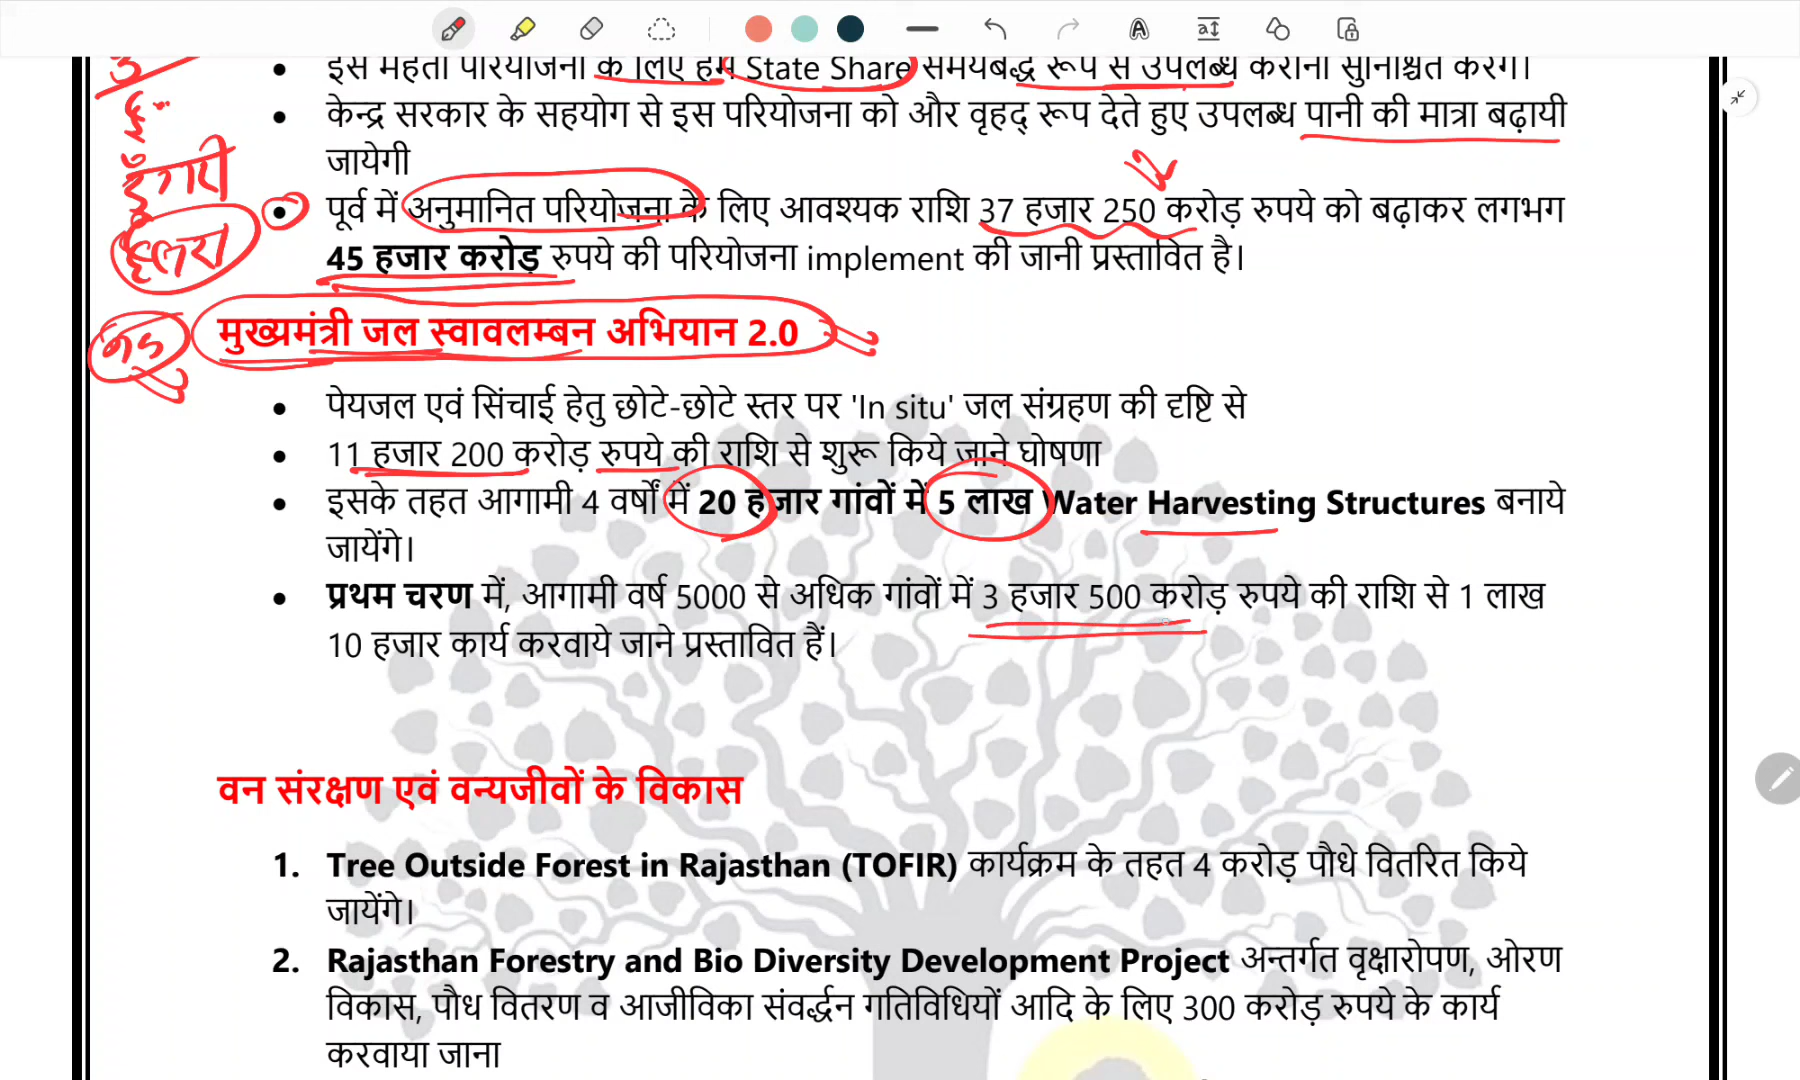 इस महती परियोजना के लिए हम State Share समयबद्ध रूप से उपलब्ध कराना सुनिश्चित करेंगे।
• केन्द्र सरकार के सहयोग से इस परियोजना को और वृहद् रूप देते हुए उपलब्ध पानी की मात्रा बढ़ायी
जायेगी
• पूर्व में अनुमानित परियोजना के लिए आवश्यक राशि 37 हजार 250 करोड़ रुपये को बढ़ाकर लगभग
45 हजार करोड़ रुपये की परियोजना implement की जानी प्रस्तावित है।
मुख्यमंत्री जल स्वावलम्बन अभियान 2.0
• पेयजल एवं सिंचाई हेतु छोटे-छोटे स्तर पर 'In situ' जल संग्रहण की दृष्टि से
• 11 हजार 200 करोड़ रुपये की राशि से शुरू किये जाने घोषणा
• इसके तहत आगामी 4 वर्षों में 20 हजार गांवों में 5 लाख Water Harvesting Structures बनाये
जायेंगे।
• प्रथम चरण में, आगामी वर्ष 5000 से अधिक गांवों में 3 हजार 500 करोड़ रुपये की राशि से 1 लाख
10 हजार कार्य करवाये जाने प्रस्तावित हैं।
वन संरक्षण एवं वन्यजीवों के विकास
1. Tree Outside Forest in Rajasthan (TOFIR) कार्यक्रम के तहत 4 करोड़ पौधे वितरित किये
जायेंगे।
2. Rajasthan Forestry and Bio Diversity Development Project अन्तर्गत वृक्षारोपण, ओरण
विकास, पौध वितरण व आजीविका संवर्द्धन गतिविधियों आदि के लिए 300 करोड़ रुपये के कार्य
करवाया जाना